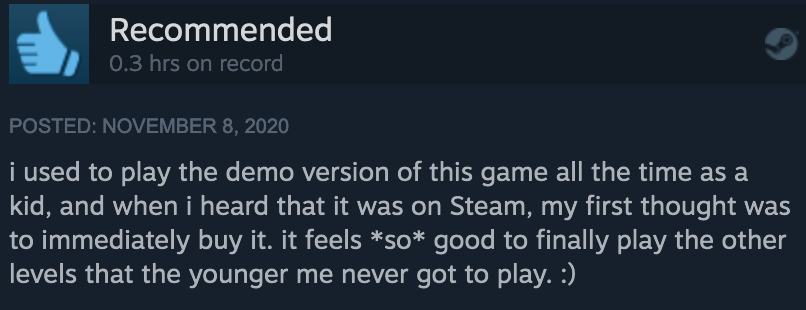 Recommended
0.3 hrs on record
POSTED: NOVEMBER 8, 2020
i used to play the demo version of this game all the time as a
kid, and when i heard that it was on Steam, my first thought was
to immediately buy it. it feels *so* good to finally play the other
levels that the younger me never got to play. :)